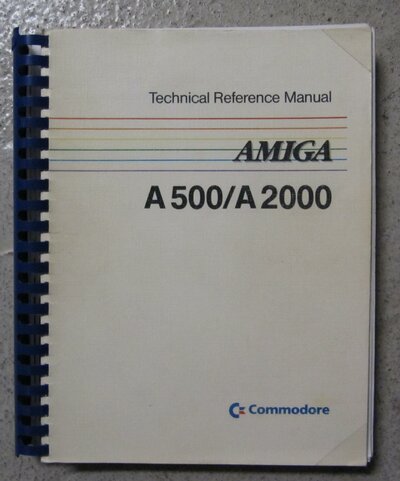 Technical Reference Manual
AMIGA
A500/A2000
Commodore